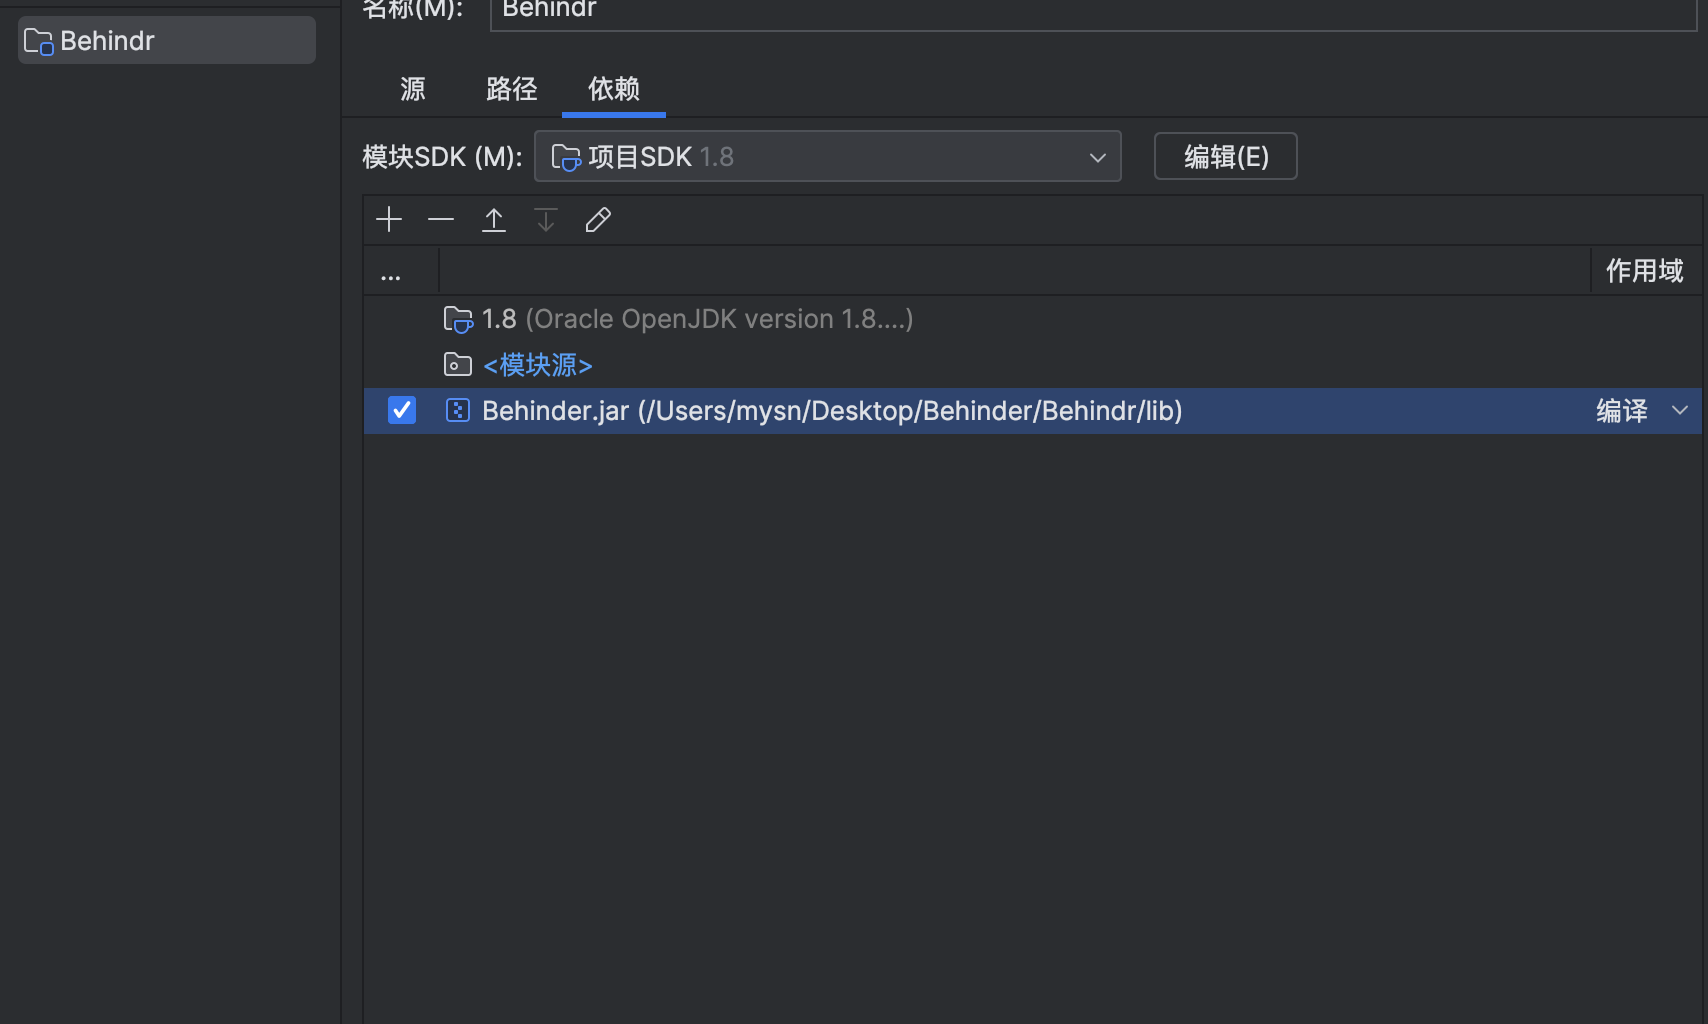 Behindr
名称(M): Behindr
源 路径 依赖
模块SDK (M): 项目SDK 1.8 编辑(E)
... 作用域
1.8 (Oracle OpenJDK version 1.8....)
<模块源>
Behinder.jar (/Users/mysn/Desktop/Behinder/Behindr/lib) 编译